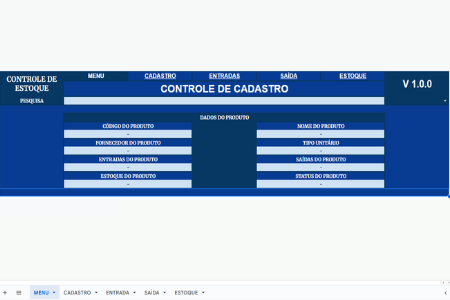 CONTROLE DE
ESTOQUE
MENU CADASTRO ENTRADAS SAÍDA ESTOQUE
CONTROLE DE CADASTRO
V 1.0.0
PESQUISA
DADOS DO PRODUTO
CÓDIGO DO PRODUTO NOME DO PRODUTO
- -
FORNECEDOR DO PRODUTO TIPO UNITÁRIO
- -
ENTRADAS DO PRODUTO SAÍDAS DO PRODUTO
- -
ESTOQUE DO PRODUTO STATUS DO PRODUTO
- -
MENU CADASTRO ENTRADA SAÍDA ESTOQUE